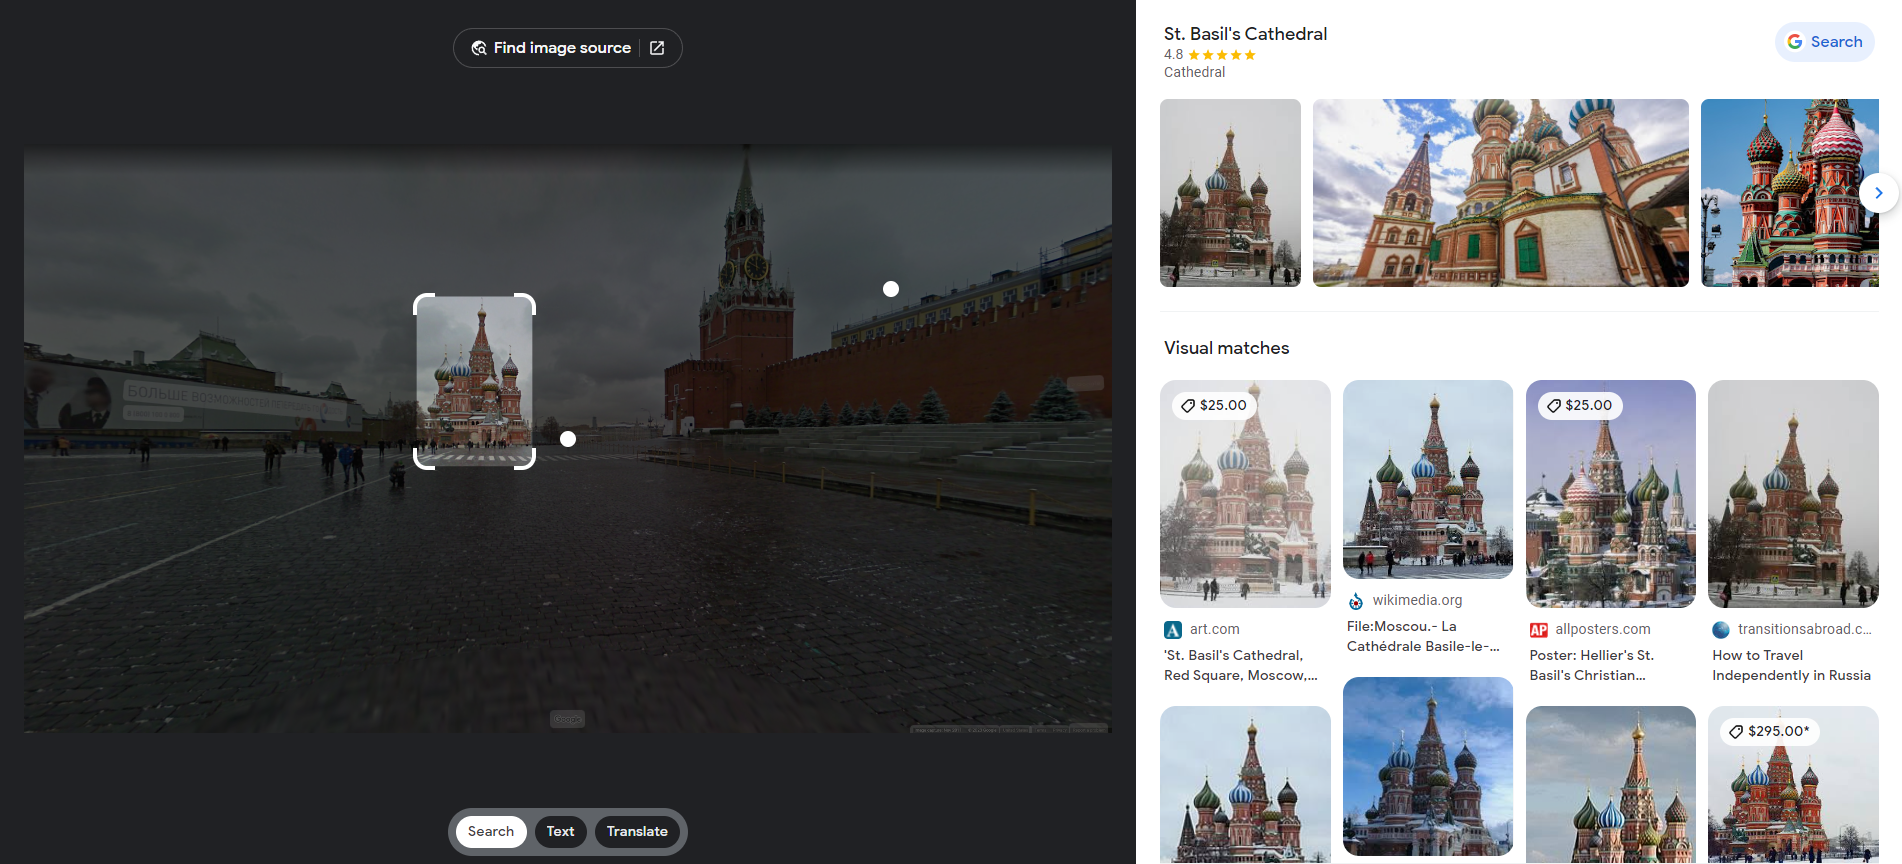 Find image source
БОЛЬШЕ ВОЗМОЖНОСТЕЙ
Google
Search
Text
Translate
St. Basil's Cathedral
4.8
Cathedral
Search
Visual matches
$25.00
art.com
'St. Basil's Cathedral,
Red Square, Moscow,...
wikimedia.org
File:Moscou.- La
Cathédrale Basile-le-...
$25.00
allposters.com
Poster: Hellier's St.
Basil's Christian...
transitionsabroad.c...
How to Travel
Independently in Russia
$295.00*